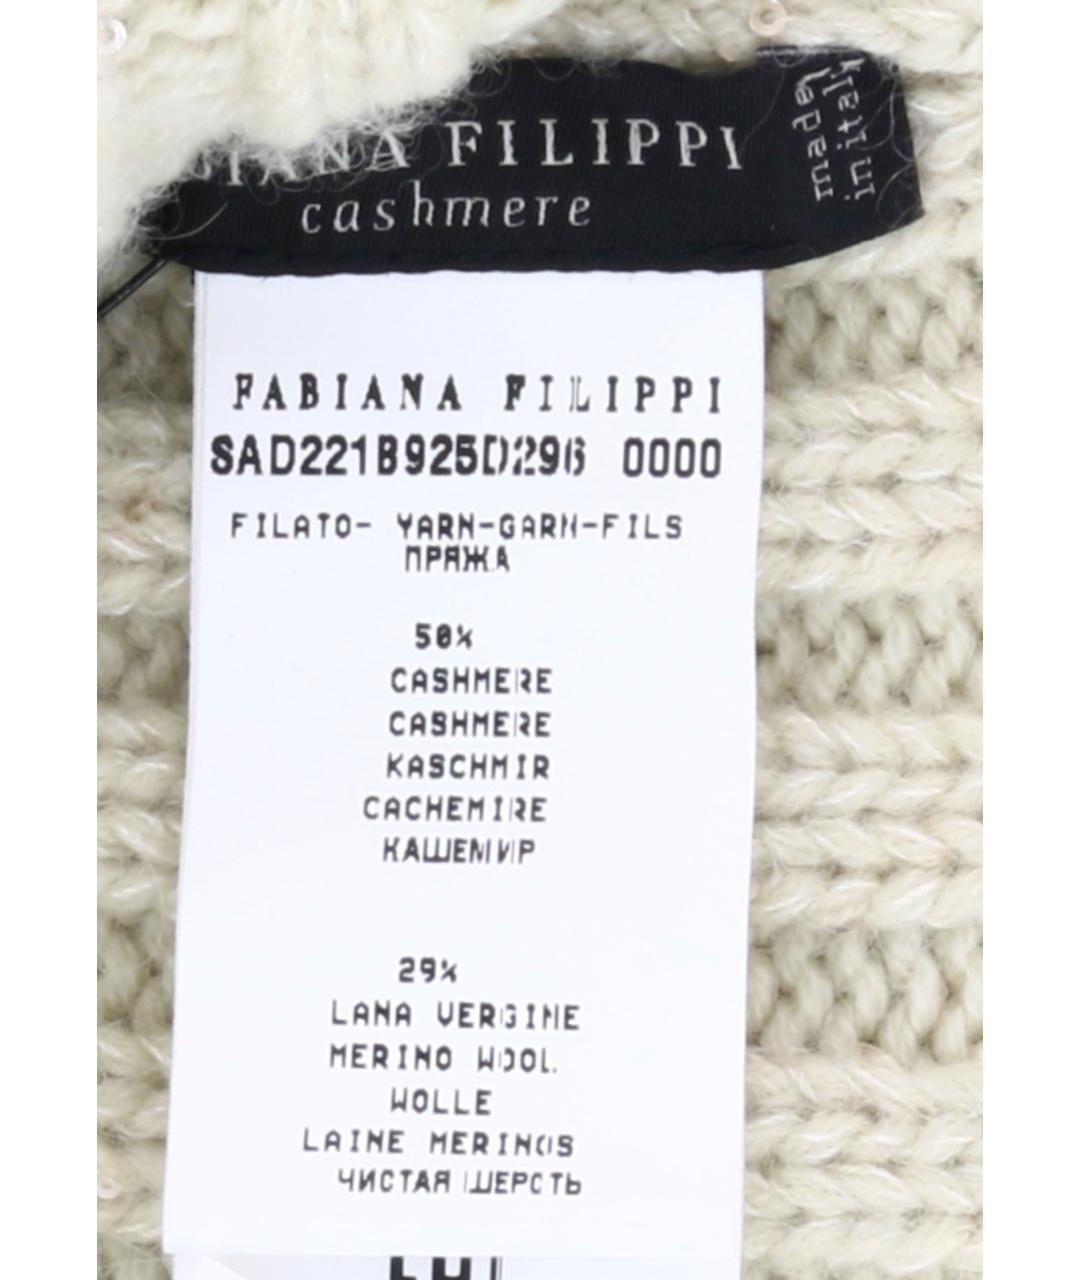 FILIPPI
cashmere
made
in italy
FABIANA FILIPPI
SAD221B925D296 0000
FILATO- YARN-GARN-FILS
ПРЯЖА
50%
CASHMERE
CASHMERE
KASCHMIR
CACHEMIRE
КАШЕМИР
29%
LANA VERGINE
MERINO WOOL
WOLLE
LAINE MERINOS
ЧИСТАЯ ШЕРСТЬ